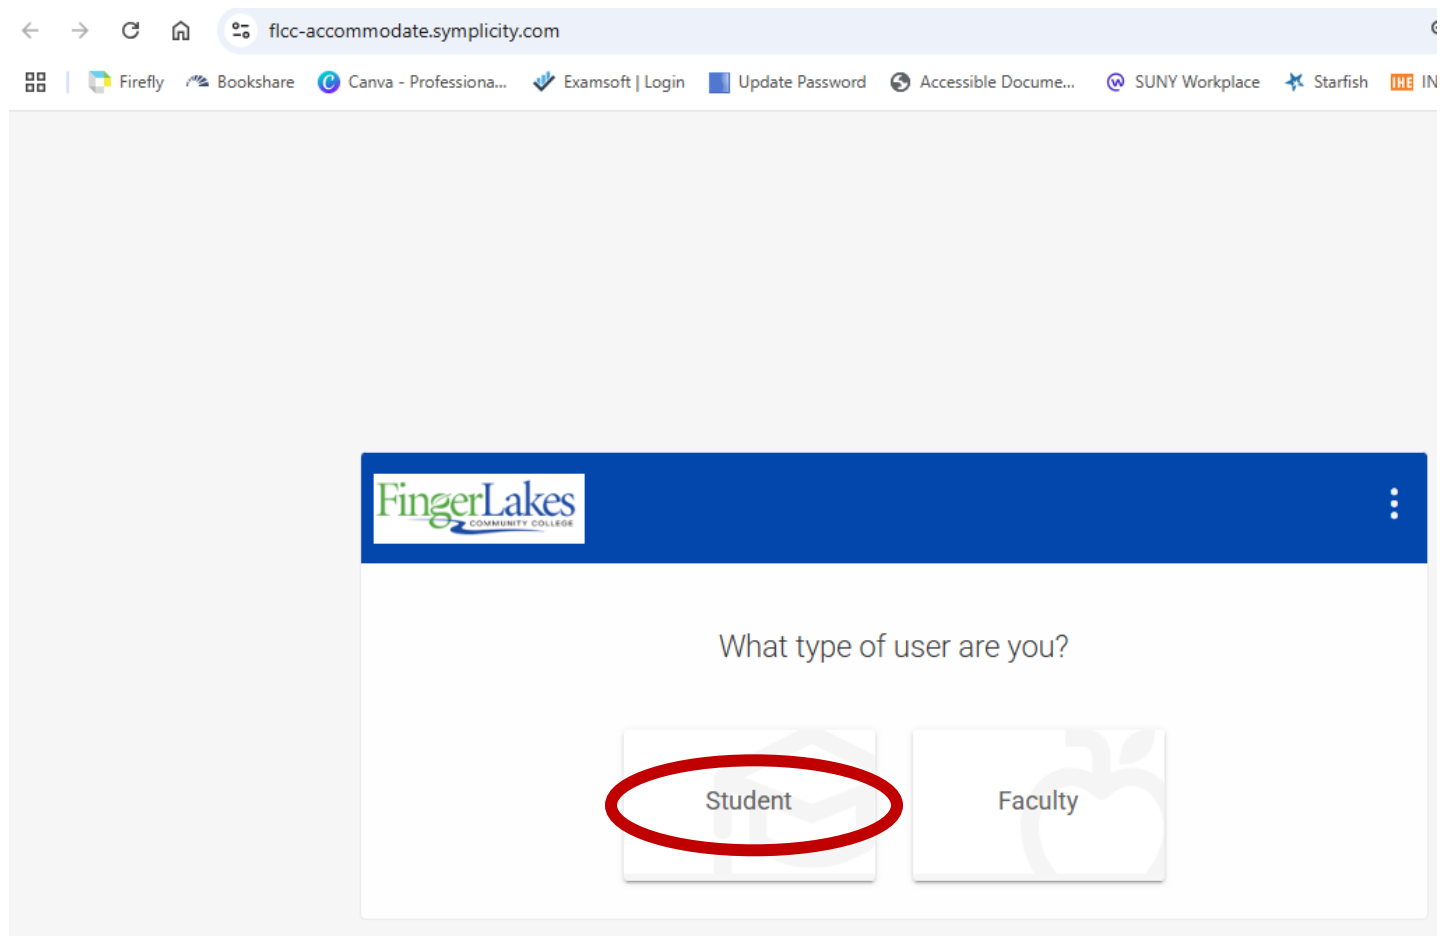 flcc-accommodate.symplicity.com
Firefly Bookshare Canva - Professiona... Examsoft | Login Update Password Accessible Docume... SUNY Workplace Starfish IHE IN
FingerLakes
COMMUNITY COLLEGE
What type of user are you?
Student Faculty